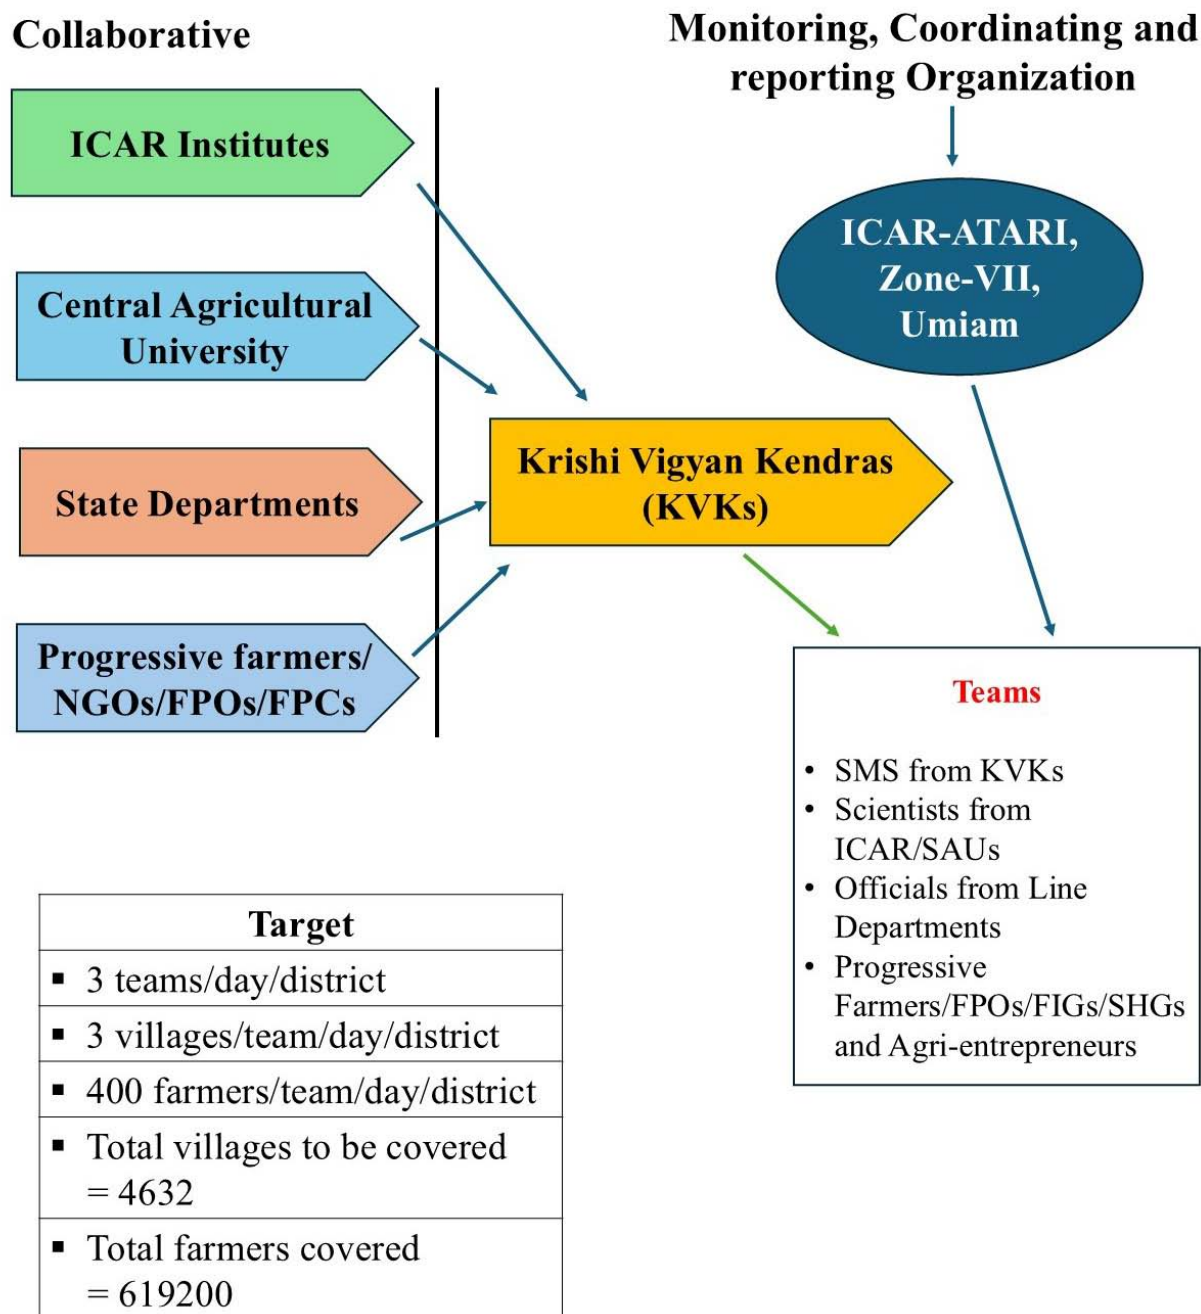 Collaborative
Monitoring, Coordinating and
reporting Organization
ICAR Institutes
Central Agricultural
University
State Departments
Progressive farmers/
NGOs/FPOs/FPCs
Krishi Vigyan Kendras
(KVKs)
ICAR-ATARI,
Zone-VII,
Umiam
Teams
• SMS from KVKs
• Scientists from
ICAR/SAUs
• Officials from Line
Departments
• Progressive
Farmers/FPOs/FIGs/SHGs
and Agri-entrepreneurs
Target
▪ 3 teams/day/district
▪ 3 villages/team/day/district
▪ 400 farmers/team/day/district
▪ Total villages to be covered
= 4632
▪ Total farmers covered
= 619200